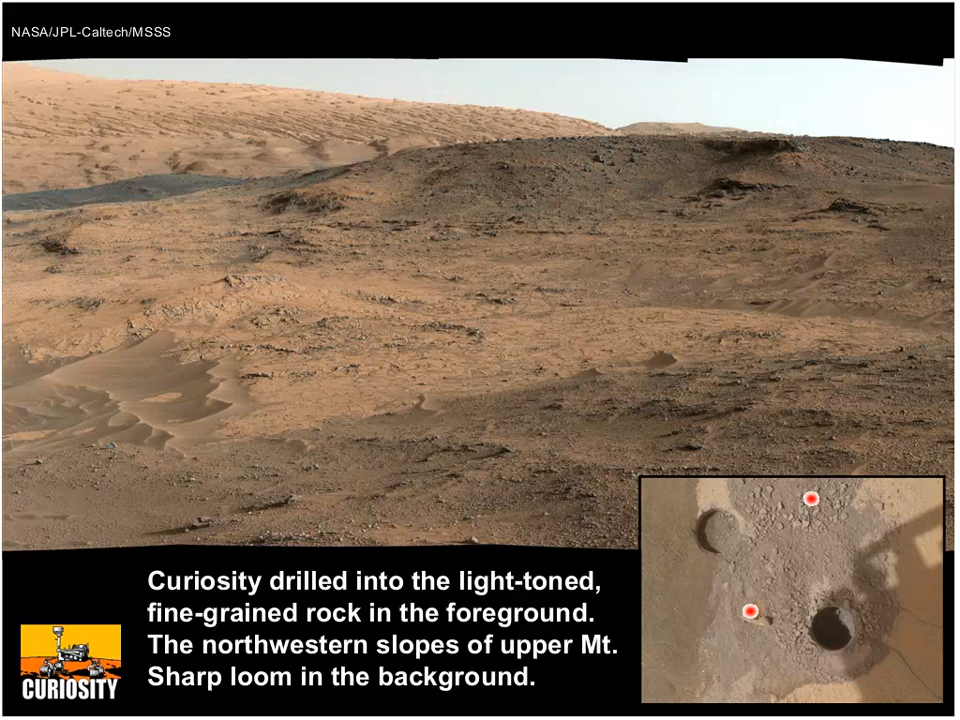 NASA/JPL-Caltech/MSSS
Curiosity drilled into the light-toned,
fine-grained rock in the foreground.
The northwestern slopes of upper Mt.
Sharp loom in the background.
CURIOSITY